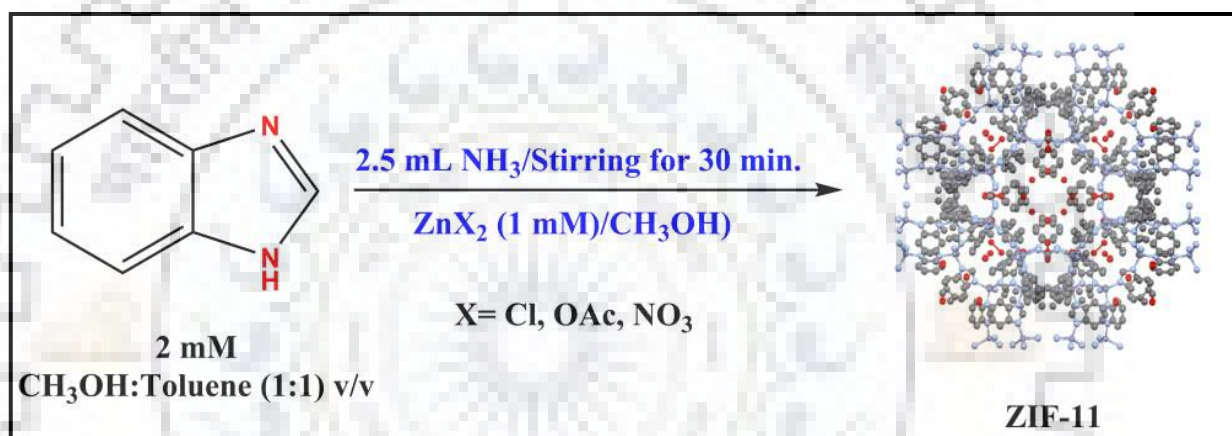 N
N
H
2 mM
CH₃OH:Toluene (1:1) v/v
2.5 mL NH₃/Stirring for 30 min.
ZnX₂ (1 mM)/CH₃OH)
X= Cl, OAc, NO₃
ZIF-11